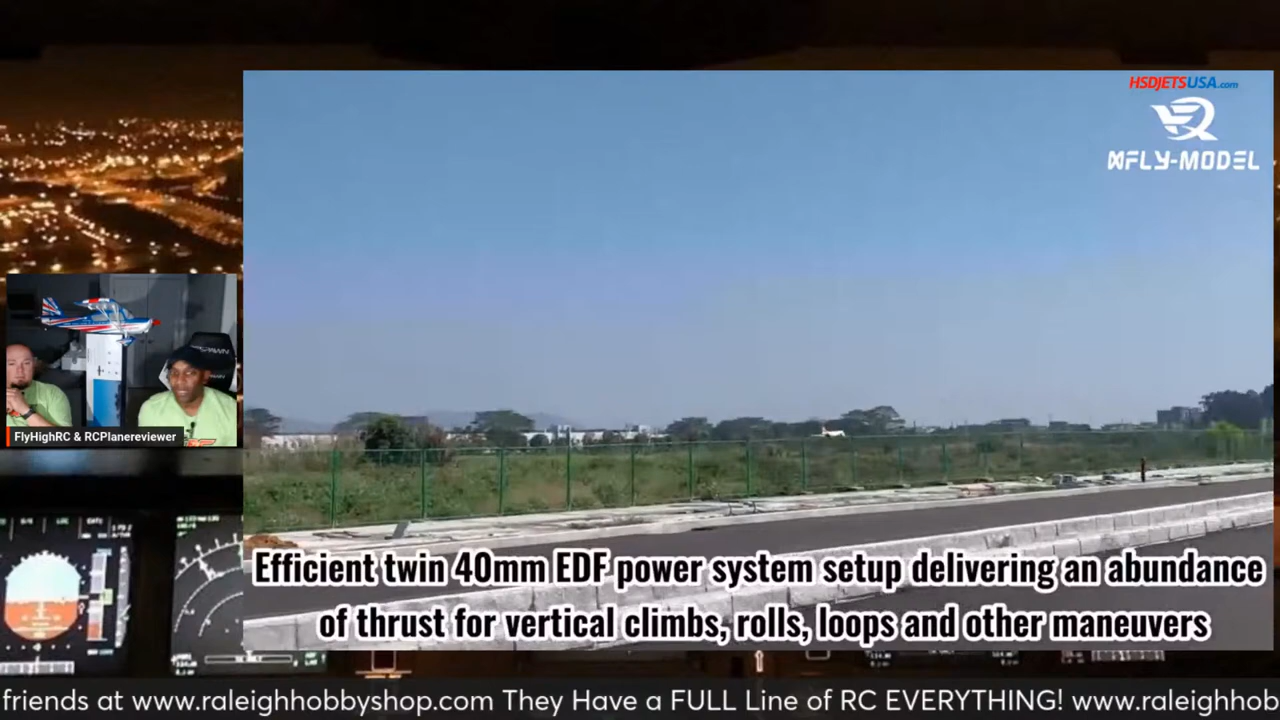 HSDJETSUSA.com
XFLY-MODEL
FlyHighRC & RCPlanereviewer
Efficient twin 40mm EDF power system setup delivering an abundance
of thrust for vertical climbs, rolls, loops and other maneuvers
friends at www.raleighhobbyshop.com They Have a FULL Line of RC EVERYTHING! www.raleighhob